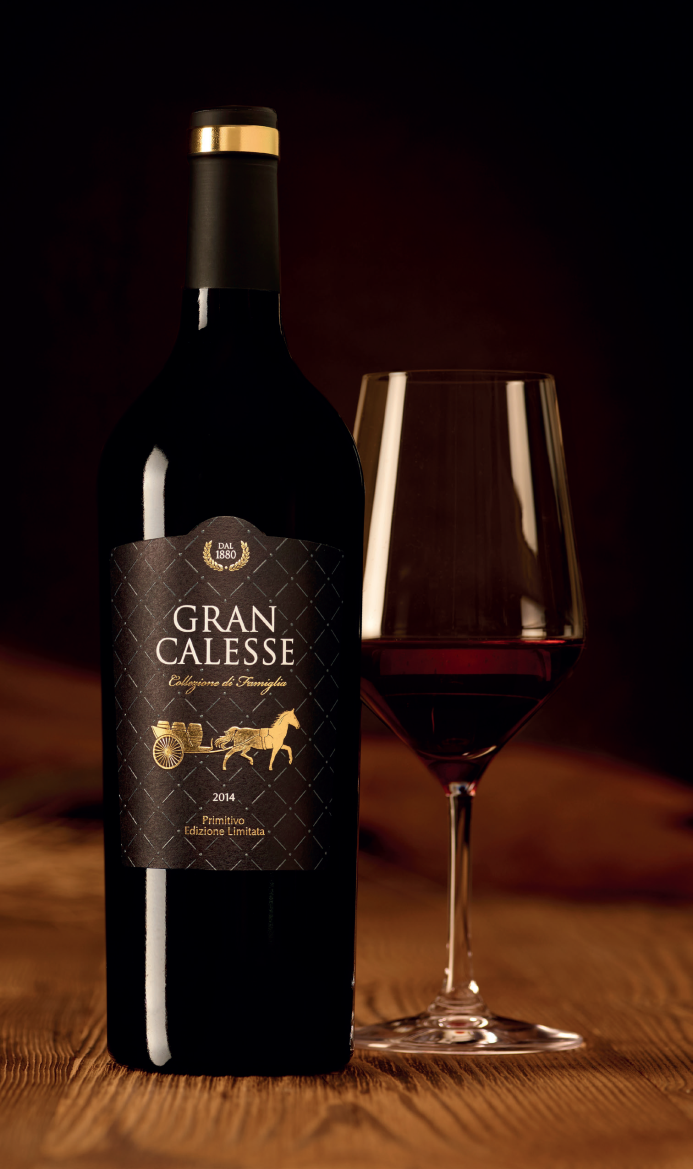 DAL
1880
GRAN
CALESSE
Collezione di Famiglia
2014
Primitivo
Edizione Limitata